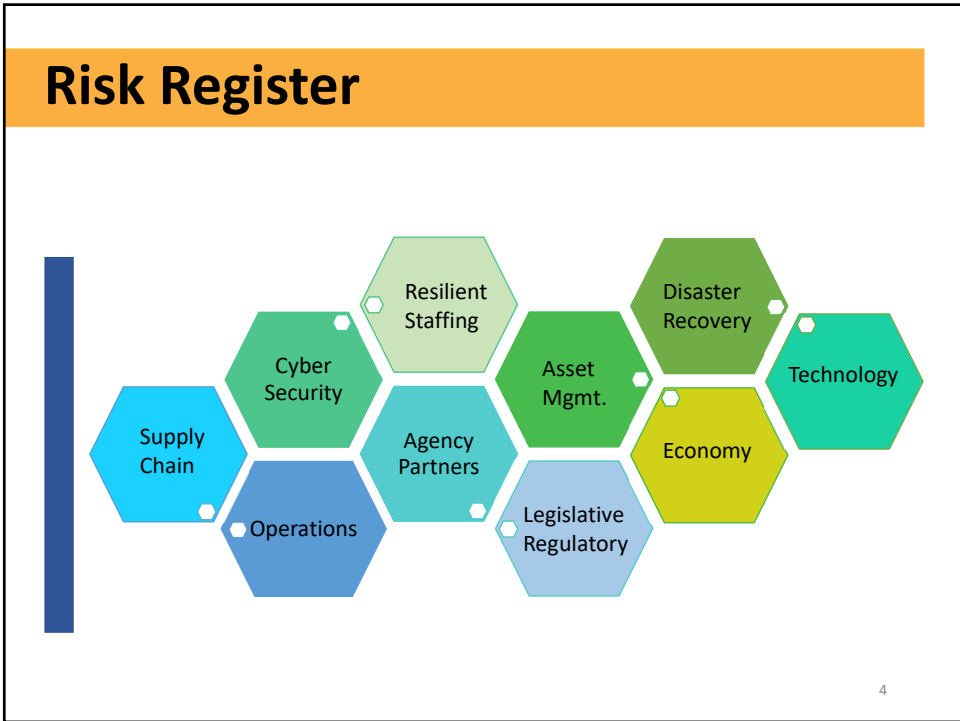 Risk Register
Resilient
Staffing
Disaster
Recovery
Cyber
Security
Asset
Mgmt.
Technology
Supply
Chain
Agency
Partners
Economy
Operations
Legislative
Regulatory
4